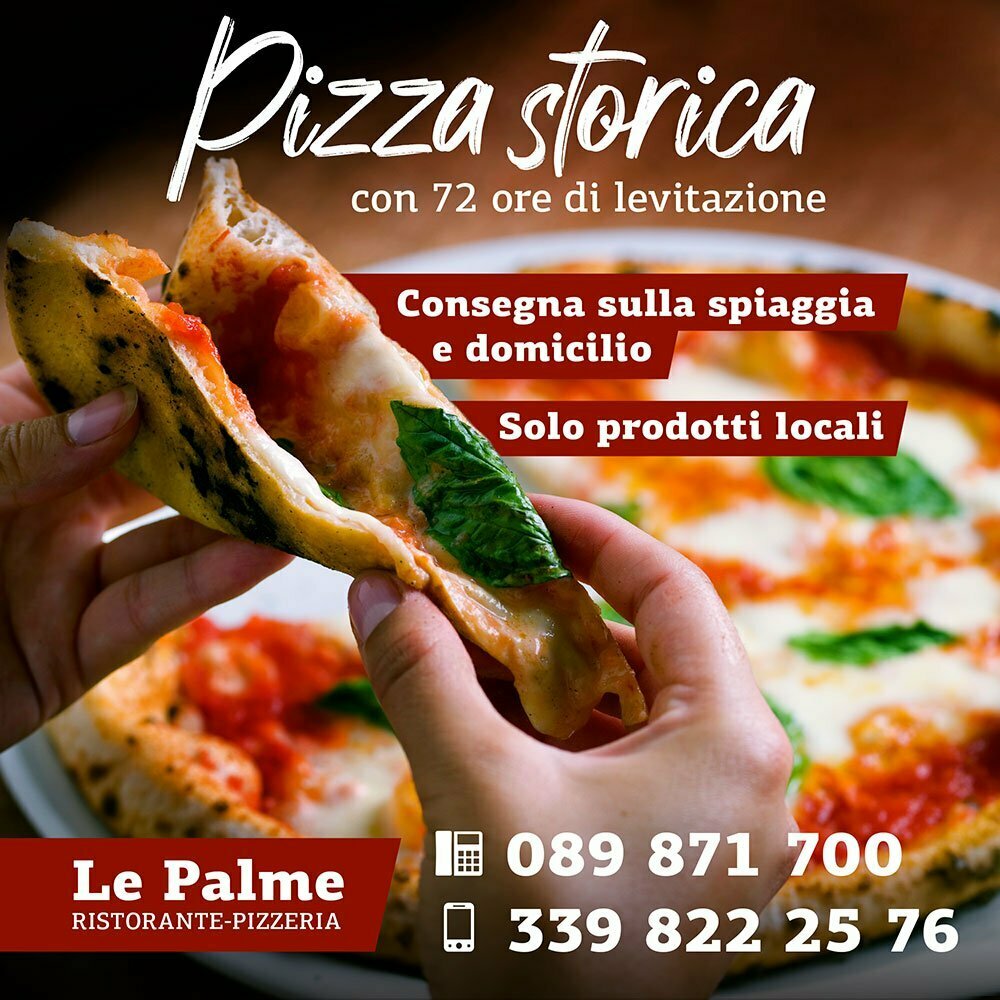 Pizza storica
con 72 ore di levitazione
Consegna sulla spiaggia
e domicilio
Solo prodotti locali
Le Palme
RISTORANTE-PIZZERIA
089 871 700
339 822 25 76